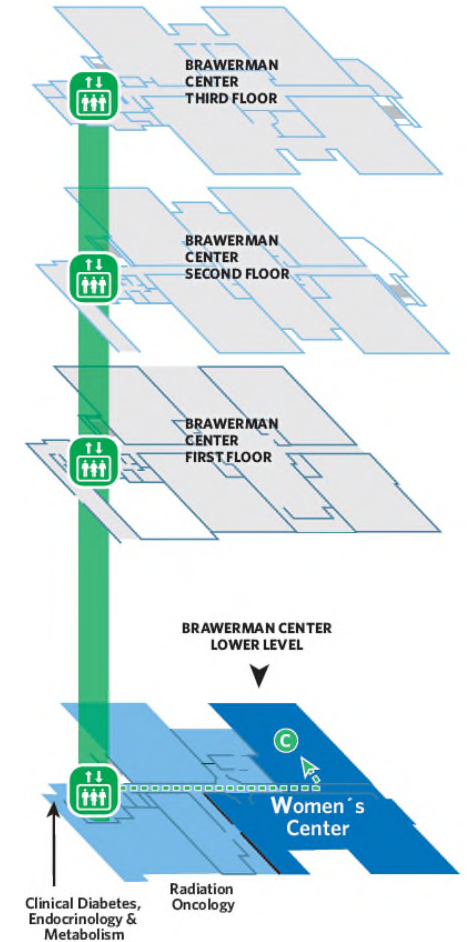 BRAWERMAN
CENTER
THIRD FLOOR
BRAWERMAN
CENTER
SECOND FLOOR
BRAWERMAN
CENTER
FIRST FLOOR
BRAWERMAN CENTER
LOWER LEVEL
C
Women´s
Center
Radiation
Oncology
Clinical Diabetes,
Endocrinology &
Metabolism